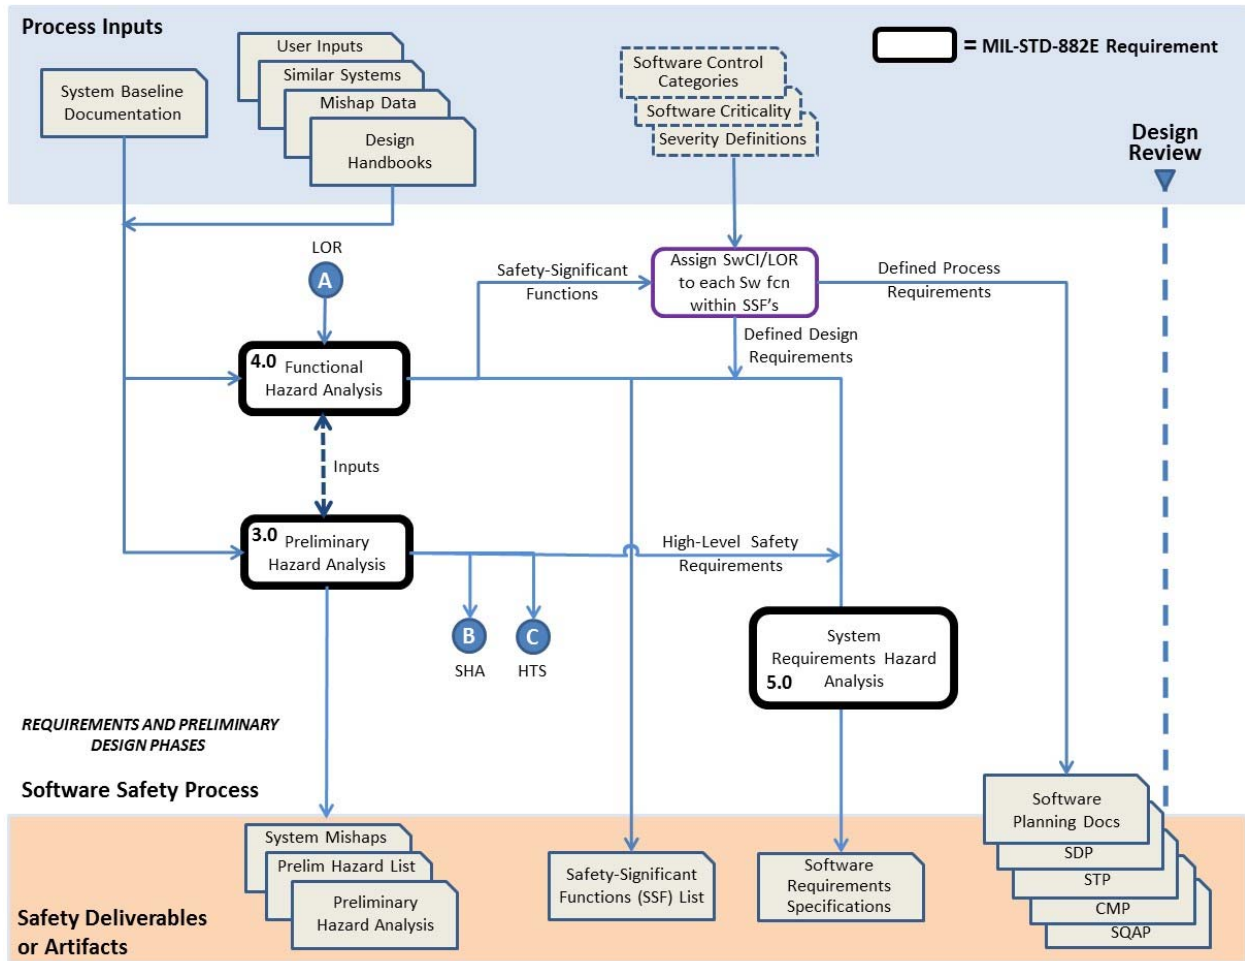 Process Inputs
User Inputs
Similar Systems
Mishap Data
Design
Handbooks
System Baseline
Documentation
Software Control
Categories
Software Criticality
Severity Definitions
= MIL-STD-882E Requirement
Design
Review
LOR
A
Safety-Significant
Functions
Assign SwCI/LOR
to each Sw fcn
within SSF's
Defined Process
Requirements
Defined Design
Requirements
4.0 Functional
Hazard Analysis
Inputs
3.0 Preliminary
Hazard Analysis
High-Level Safety
Requirements
B
C
SHA
HTS
System
Requirements Hazard
5.0 Analysis
REQUIREMENTS AND PRELIMINARY
DESIGN PHASES
Software Safety Process
System Mishaps
Prelim Hazard List
Preliminary
Hazard Analysis
Safety-Significant
Functions (SSF) List
Software
Requirements
Specifications
Software
Planning Docs
SDP
STP
CMP
SQAP
Safety Deliverables
or Artifacts